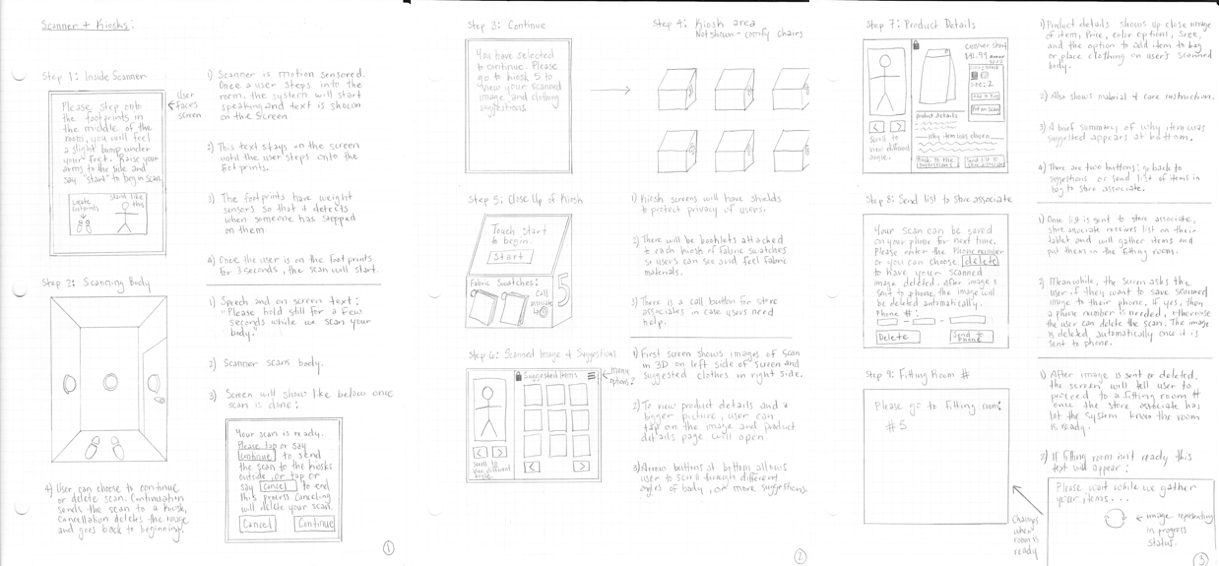 Scanner + Kiosks:
Step 1: Inside Scanner
Please step onto
the footprints in
the middle of the
room, you will feel
a slight bump under
your feet. Raise your
arms to the side and
say "start" to begin scan.
Locate
footprints
Stand like
this
User
faces
screen
1) Scanner is motion sensored.
Once a user steps into the
room, the system will start
speaking and text is shown
on the screen.
2) This text stays on the screen
until the user steps onto the
footprints.
3) The footprints have weight
sensors so that it detects
when someone has stepped
on them.
4) Once the user is on the footprints
for 3 seconds, the scan will start.
Step 2: Scanning Body
1) Speech and on screen text:
"Please hold still for a few
seconds while we scan your
body."
2) Scanner scans body.
3) Screen will show like below once
scan is done:
Your scan is ready.
Please tap or say
continue to send
the scan to the kiosks
outside, or tap or
say cancel to end
this process. Canceling
will delete your scan.
Cancel
Continue
4) User can choose to continue
or delete scan. Continuation
sends the scan to a kiosk,
cancellation deletes the image
and goes back to beginning.
1
Step 3: Continue
You have selected
to continue. Please
go to kiosk 5 to
view your scanned
image and clothing
suggestions.
Step 4: Kiosk area
Not shown - comfy chairs
Step 5: Close Up of Kiosk
Touch Start
to begin.
Start
Fabric Swatches:
Call
associate
5
1) Kiosk screens will have shields
to protect privacy of users.
2) There will be booklets attached
to each kiosk of fabric swatches
so users can see and feel fabric
materials.
3) There is a call button for store
associates in case users need
help.
Step 6: Scanned Image + Suggestions
Suggested Items
Scroll to
view different
angle
menu
options?
1) First screen shows images of scan
in 3D on left side of screen and
suggested clothes on right side.
2) To view product details and a
bigger picture, user can
tap on the image and product
details page will open.
3) Arrow buttons at bottom allows
user to scroll through different
angles of body, or more suggestions.
2
Step 7: Product Details
Product details
Why item was chosen
Scroll to
view different
angle.
1) Product details shows up close image
of item, Price, color options, Size,
and the option to add item to bag
or place clothing on user's scanned
body.
2) Also shows material + care instruction.
3) A brief summary of why item was
suggested appears at bottom.
4) There are two buttons: go back to
suggestions or send list of items in
bag to store associate.
Step 8: Send list to store associate
Your scan can be saved
on your phone for next time.
Please enter the Phone number
or you can choose delete
to have your scanned
image deleted. After image is
sent to phone, the image will
be deleted automatically.
Phone #:
Delete
Send to
Phone
1) Once list is sent to store associate,
store associate receives list on their
tablet and will gather items and
put them in the fitting room.
2) Meanwhile, the screen asks the
user if they want to save scanned
image to their phone. If yes, then
a phone number is needed, otherwise
the user can delete the scan. The image
is deleted automatically once it is
sent to phone.
Step 9: Fitting Room #
Please go to fitting room
#5
Changes
when
room is
ready
1) After image is sent or deleted,
the screen will tell user to
proceed to a fitting room #
once the store associate has
let the system know the room
is ready.
2) If fitting room isn't ready this
text will appear:
Please wait while we gather
your items...
image representing
in progress
status.
3